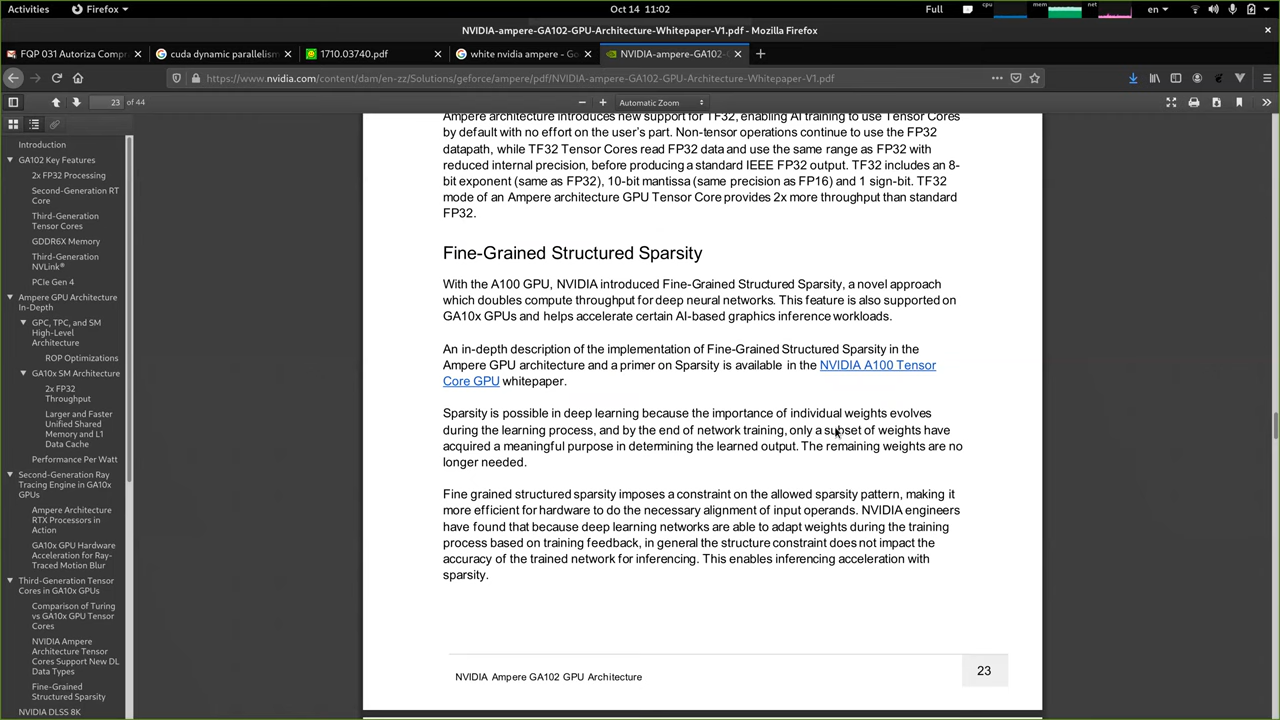 Activities Firefox Oct 14 11:02 Full cpu mem net en
NVIDIA-ampere-GA102-GPU-Architecture-Whitepaper-V1.pdf - Mozilla Firefox
FQP 031 Autoriza Compr cuda dynamic parallelism 1710.03740.pdf white nvidia ampere - Go NVIDIA-ampere-GA102-
https://www.nvidia.com/content/dam/en-zz/Solutions/geforce/ampere/pdf/NVIDIA-ampere-GA102-GPU-Architecture-Whitepaper-V1.pdf
23 of 44 Automatic Zoom
Introduction
GA102 Key Features
2x FP32 Processing
Second-Generation RT
Core
Third-Generation
Tensor Cores
GDDR6X Memory
Third-Generation
NVLink®
PCIe Gen 4
Ampere GPU Architecture
In-Depth
GPC, TPC, and SM
High-Level
Architecture
ROP Optimizations
GA10x SM Architecture
2x FP32
Throughput
Larger and Faster
Unified Shared
Memory and L1
Data Cache
Performance Per Watt
Second-Generation Ray
Tracing Engine in GA10x
GPUs
Ampere Architecture
RTX Processors in
Action
GA10x GPU Hardware
Acceleration for Ray-
Traced Motion Blur
Third-Generation Tensor
Cores in GA10x GPUs
Comparison of Turing
vs GA10x GPU Tensor
Cores
NVIDIA Ampere
Architecture Tensor
Cores Support New DL
Data Types
Fine-Grained
Structured Sparsity
NVIDIA DLSS 8K
Ampere architecture introduces new support for TF32, enabling AI training to use Tensor Cores
by default with no effort on the user's part. Non-tensor operations continue to use the FP32
datapath, while TF32 Tensor Cores read FP32 data and use the same range as FP32 with
reduced internal precision, before producing a standard IEEE FP32 output. TF32 includes an 8-
bit exponent (same as FP32), 10-bit mantissa (same precision as FP16) and 1 sign-bit. TF32
mode of an Ampere architecture GPU Tensor Core provides 2x more throughput than standard
FP32.
Fine-Grained Structured Sparsity
With the A100 GPU, NVIDIA introduced Fine-Grained Structured Sparsity, a novel approach
which doubles compute throughput for deep neural networks. This feature is also supported on
GA10x GPUs and helps accelerate certain AI-based graphics inference workloads.
An in-depth description of the implementation of Fine-Grained Structured Sparsity in the
Ampere GPU architecture and a primer on Sparsity is available in the NVIDIA A100 Tensor
Core GPU whitepaper.
Sparsity is possible in deep learning because the importance of individual weights evolves
during the learning process, and by the end of network training, only a subset of weights have
acquired a meaningful purpose in determining the learned output. The remaining weights are no
longer needed.
Fine grained structured sparsity imposes a constraint on the allowed sparsity pattern, making it
more efficient for hardware to do the necessary alignment of input operands. NVIDIA engineers
have found that because deep learning networks are able to adapt weights during the training
process based on training feedback, in general the structure constraint does not impact the
accuracy of the trained network for inferencing. This enables inferencing acceleration with
sparsity.
NVIDIA Ampere GA102 GPU Architecture 23